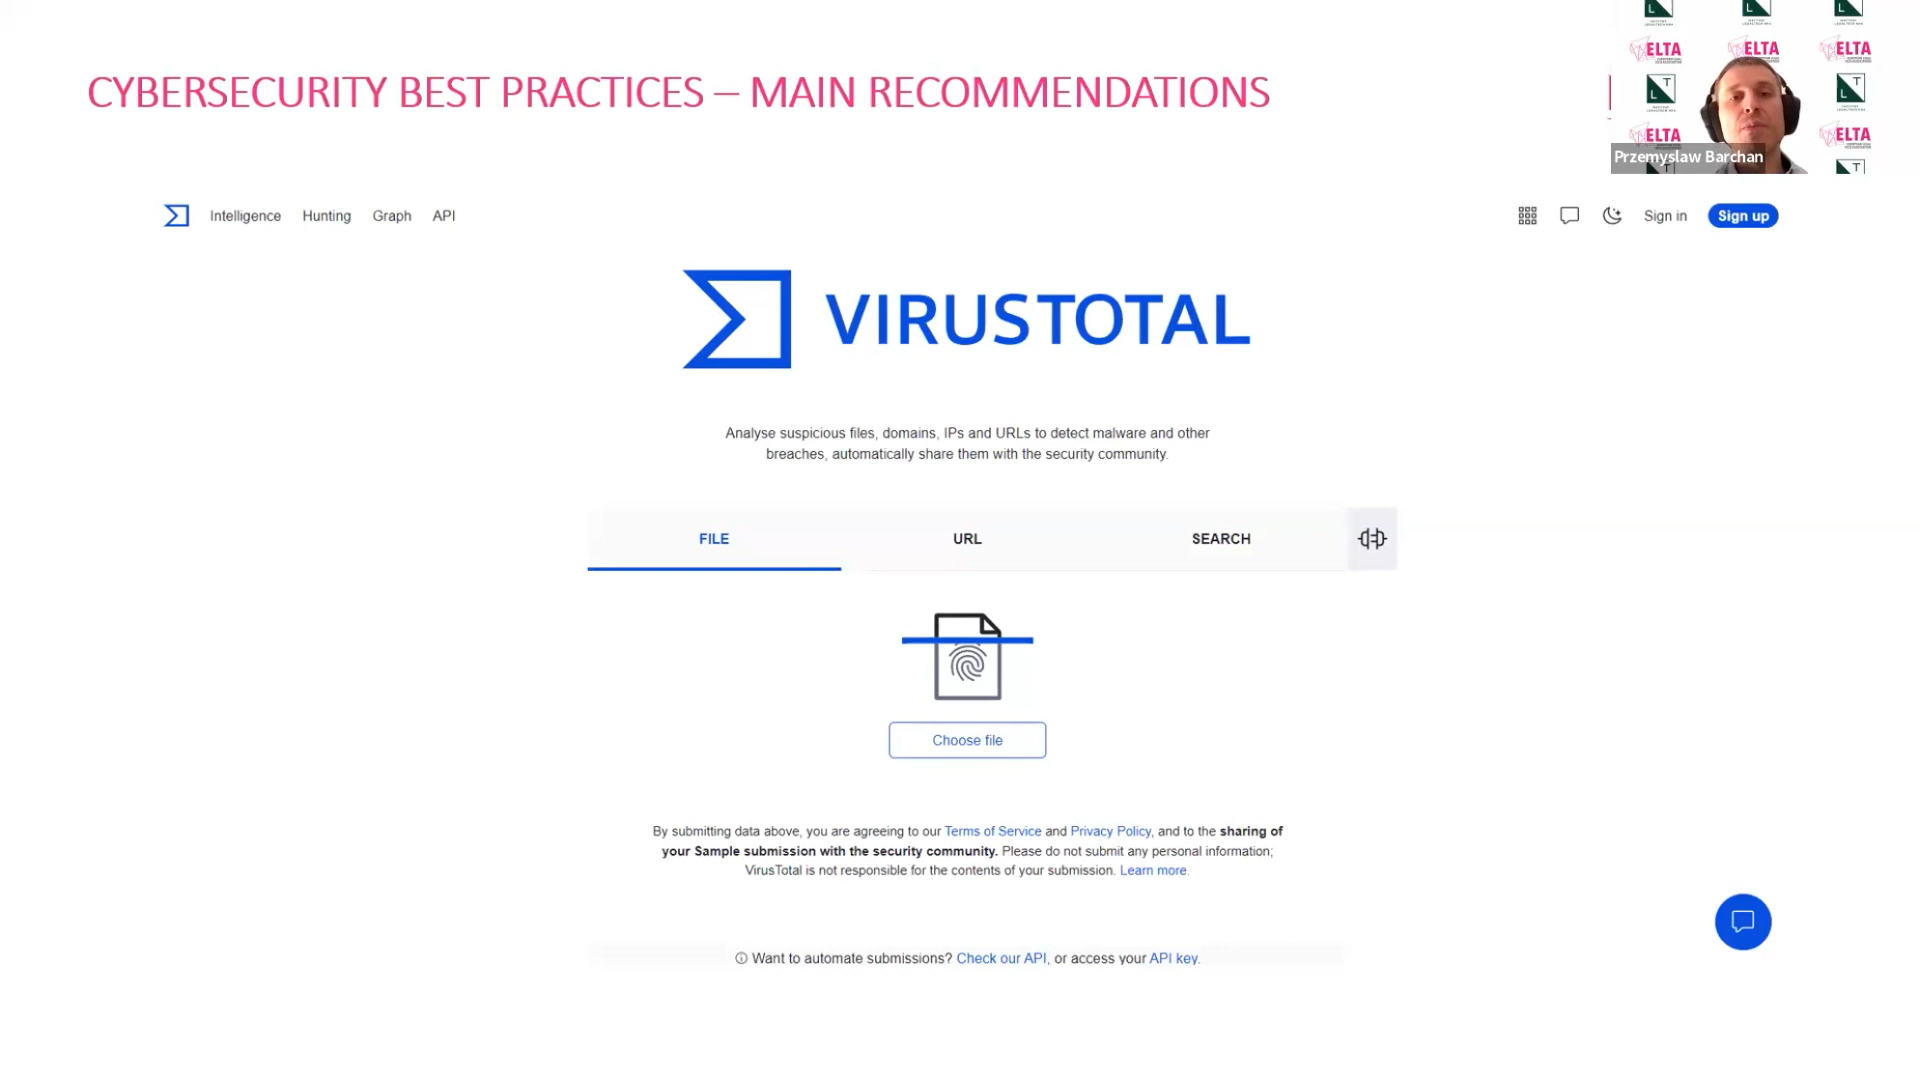 CYBERSECURITY BEST PRACTICES – MAIN RECOMMENDATIONS
L
L
L
ELTA
ELTA
ELTA
L T
L T
ELTA
ELTA
Przemyslaw Barchan
T
T
Intelligence Hunting Graph API
Sign in Sign up
VIRUSTOTAL
Analyse suspicious files, domains, IPs and URLs to detect malware and other
breaches, automatically share them with the security community.
FILE URL SEARCH
Choose file
By submitting data above, you are agreeing to our Terms of Service and Privacy Policy, and to the sharing of
your Sample submission with the security community. Please do not submit any personal information;
VirusTotal is not responsible for the contents of your submission. Learn more.
Want to automate submissions? Check our API, or access your API key.